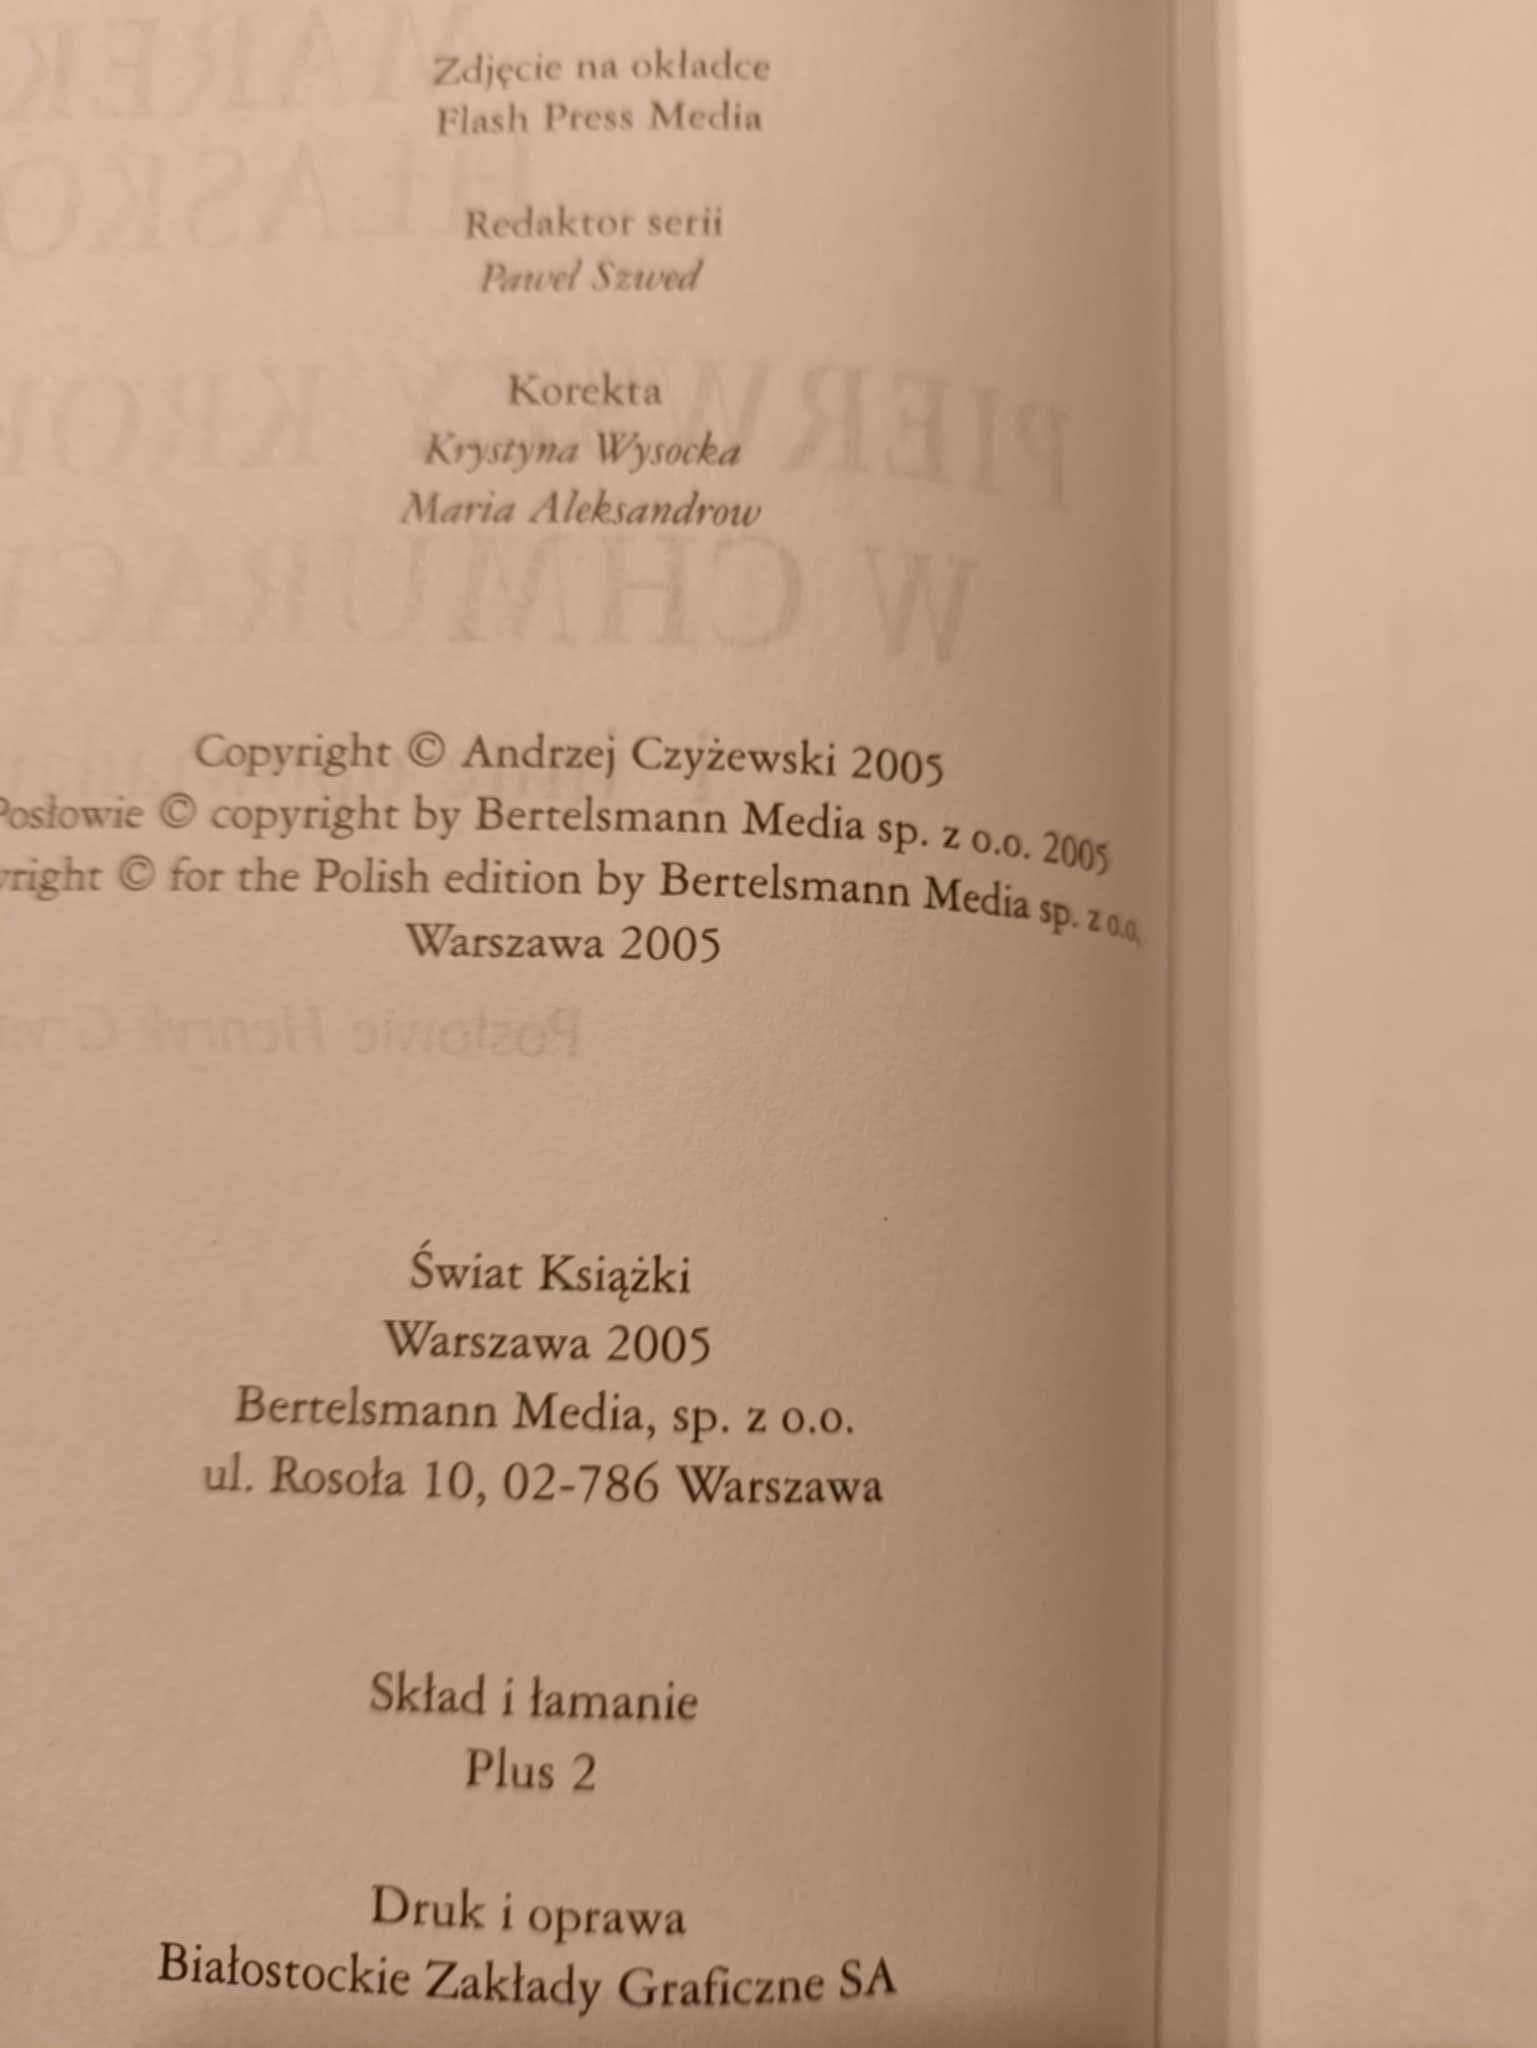 Zdjęcie na okładce
Flash Press Media
Redaktor serii
Paweł Szwed
Korekta
Krystyna Wysocka
Maria Aleksandrow
Copyright © Andrzej Czyżewski 2005
Posłowie © copyright by Bertelsmann Media sp. z o.o. 2005
© for the Polish edition by Bertelsmann Media sp. z o.o,
Warszawa 2005
Świat Książki
Warszawa 2005
Bertelsmann Media, sp. z o.o.
ul. Rosoła 10, 02-786 Warszawa
Skład i łamanie
Plus 2
Druk i oprawa
Białostockie Zakłady Graficzne SA